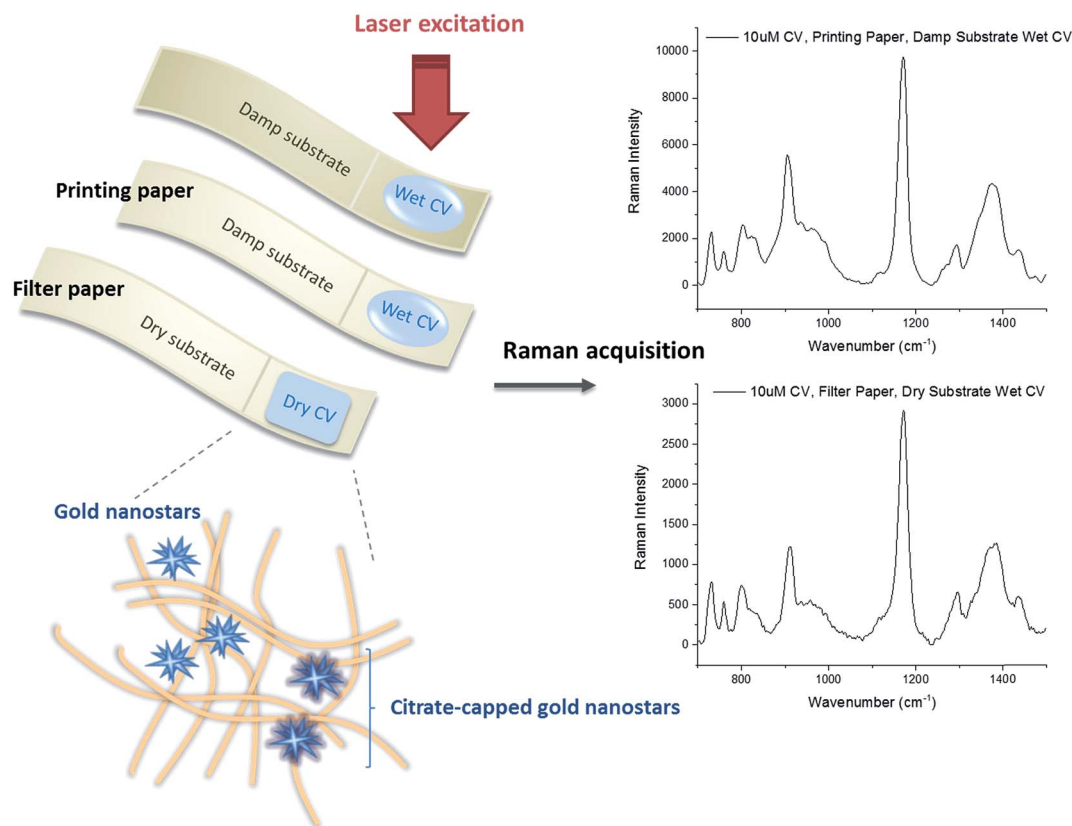 Laser excitation
Damp substrate
Wet CV
Printing paper
Damp substrate
Wet CV
Filter paper
Dry substrate
Dry CV
Raman acquisition
Gold nanostars
Citrate-capped gold nanostars
10uM CV, Printing Paper, Damp Substrate Wet CV
Raman Intensity
10000
8000
6000
4000
2000
0
800
1000
1200
1400
Wavenumber (cm⁻¹)
10uM CV, Filter Paper, Dry Substrate Wet CV
Raman Intensity
3000
2500
2000
1500
1000
500
0
800
1000
1200
1400
Wavenumber (cm⁻¹)